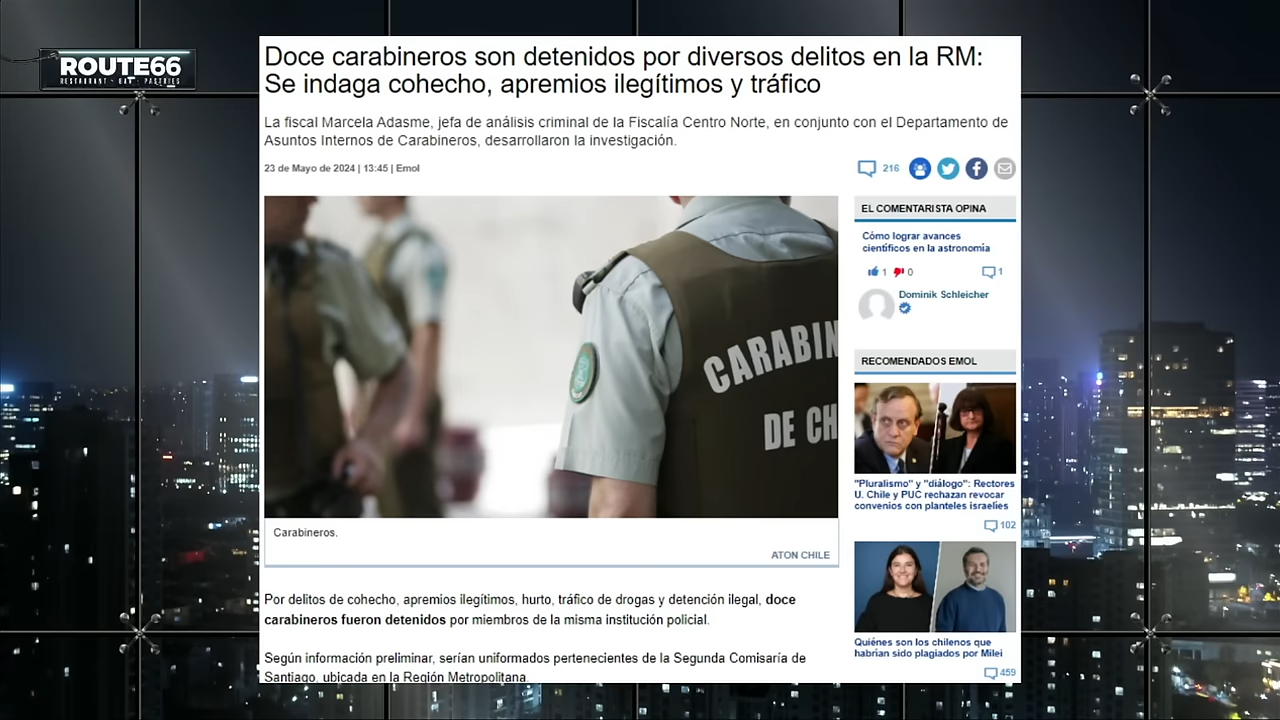 ROUTE66
RESTAURANT - BAR - PASTRIES
Doce carabineros son detenidos por diversos delitos en la RM:
Se indaga cohecho, apremios ilegítimos y tráfico
La fiscal Marcela Adasme, jefa de análisis criminal de la Fiscalía Centro Norte, en conjunto con el Departamento de
Asuntos Internos de Carabineros, desarrollaron la investigación.
23 de Mayo de 2024 | 13:45 | Emol
216
CARABIN
DE CH
Carabineros.
ATON CHILE
Por delitos de cohecho, apremios ilegítimos, hurto, tráfico de drogas y detención ilegal, doce
carabineros fueron detenidos por miembros de la misma institución policial.
Según información preliminar, serían uniformados pertenecientes de la Segunda Comisaría de
Santiago, ubicada en la Región Metropolitana.
EL COMENTARISTA OPINA
Cómo lograr avances
científicos en la astronomía
1 0 1
Dominik Schleicher
RECOMENDADOS EMOL
"Pluralismo" y "diálogo": Rectores
U. Chile y PUC rechazan revocar
convenios con planteles israelíes
102
Quiénes son los chilenos que
habrían sido plagiados por Milei
459